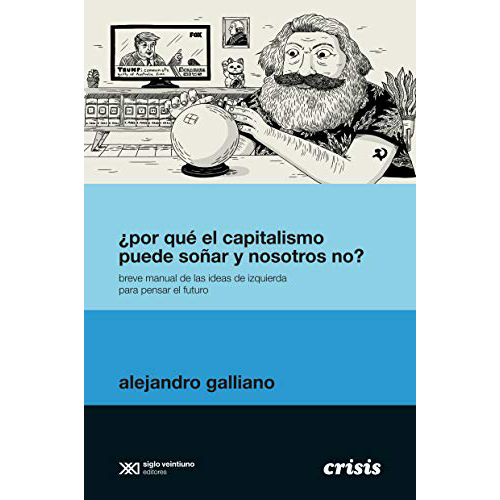 FOX
TRUMP:
¿por qué el capitalismo
puede soñar y nosotros no?
breve manual de las ideas de izquierda
para pensar el futuro
alejandro galliano
siglo veintiuno
editores
crisis